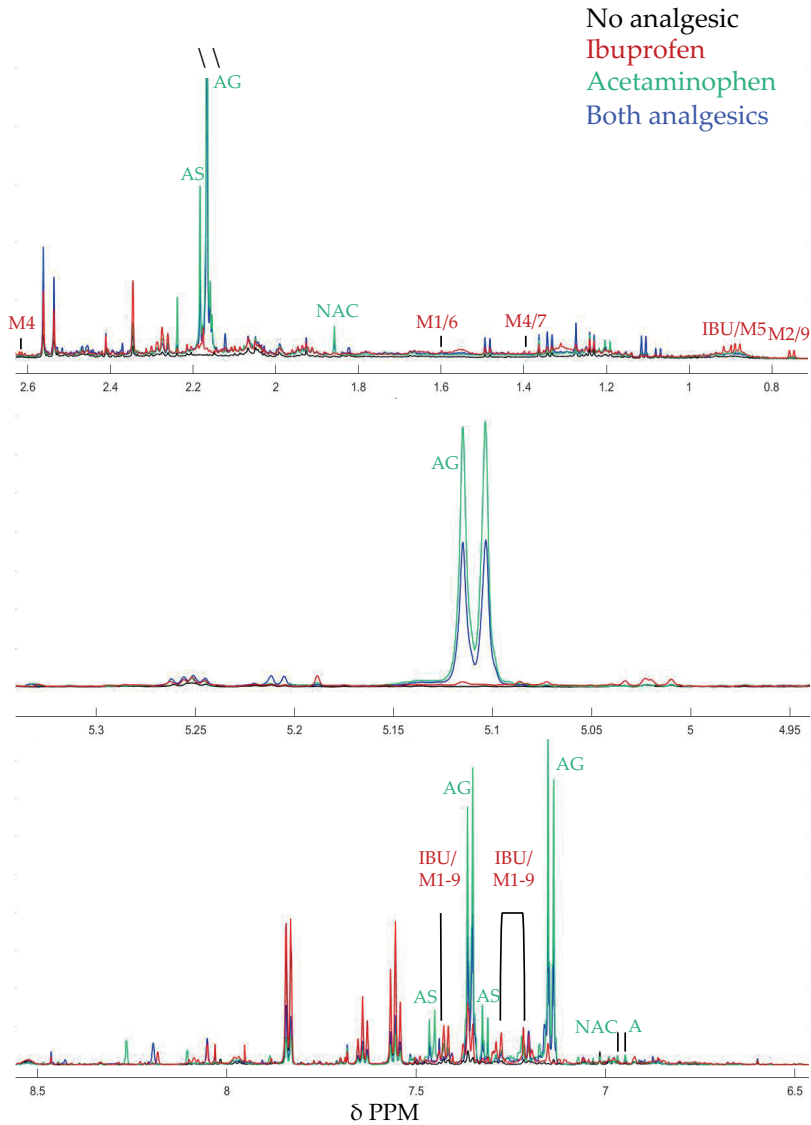 No analgesic
Ibuprofen
Acetaminophen
Both analgesics
AG
AS
NAC
M4
M1/6
M4/7
IBU/M5
M2/9
2.6 2.4 2.2 2 1.8 1.6 1.4 1.2 1 0.8
AG
5.3 5.25 5.2 5.15 5.1 5.05 5 4.95
AG
AG
IBU/
M1-9
IBU/
M1-9
AS
AS
NAC
A
8.5 8 7.5 7 6.5
δ PPM